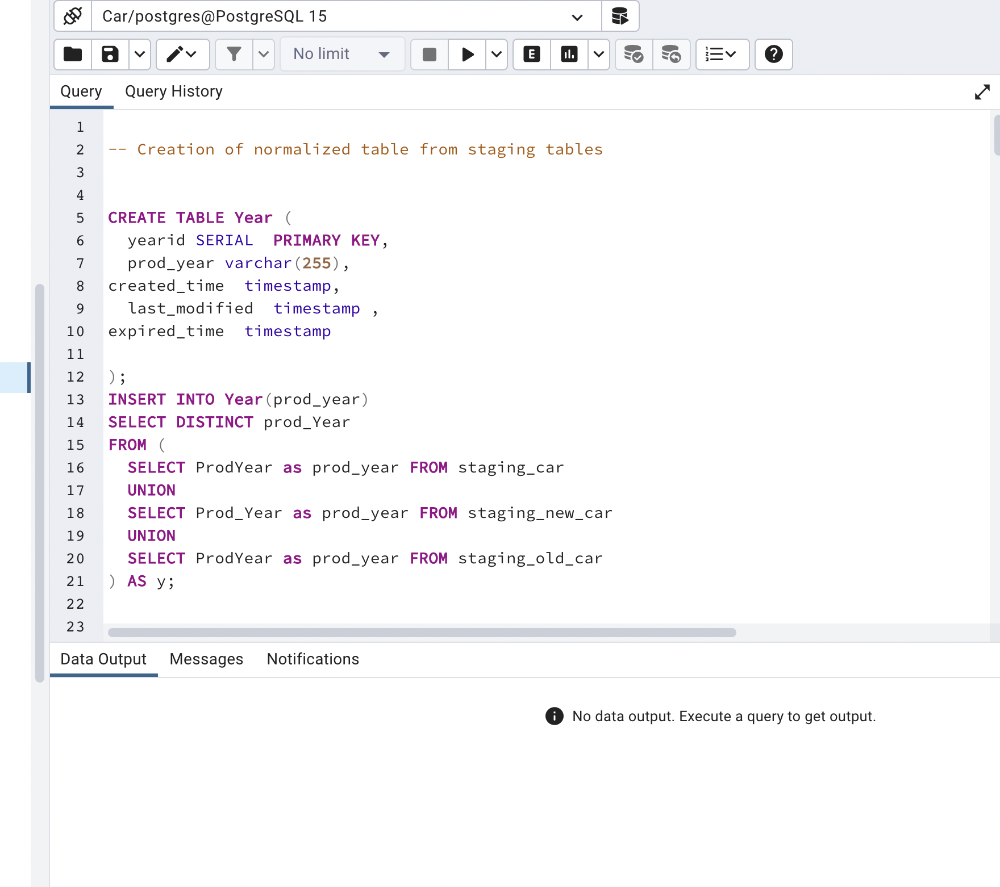 Car/postgres@PostgreSQL 15
No limit
E
Query Query History
1
2 -- Creation of normalized table from staging tables
3
4
5 CREATE TABLE Year (
6 yearid SERIAL  PRIMARY KEY,
7 prod_year varchar(255),
8 created_time  timestamp,
9 last_modified  timestamp ,
10 expired_time  timestamp
11
12 );
13 INSERT INTO Year(prod_year)
14 SELECT DISTINCT prod_Year
15 FROM (
16 SELECT ProdYear as prod_year FROM staging_car
17 UNION
18 SELECT Prod_Year as prod_year FROM staging_new_car
19 UNION
20 SELECT ProdYear as prod_year FROM staging_old_car
21 ) AS y;
22
23
Data Output Messages Notifications
No data output. Execute a query to get output.